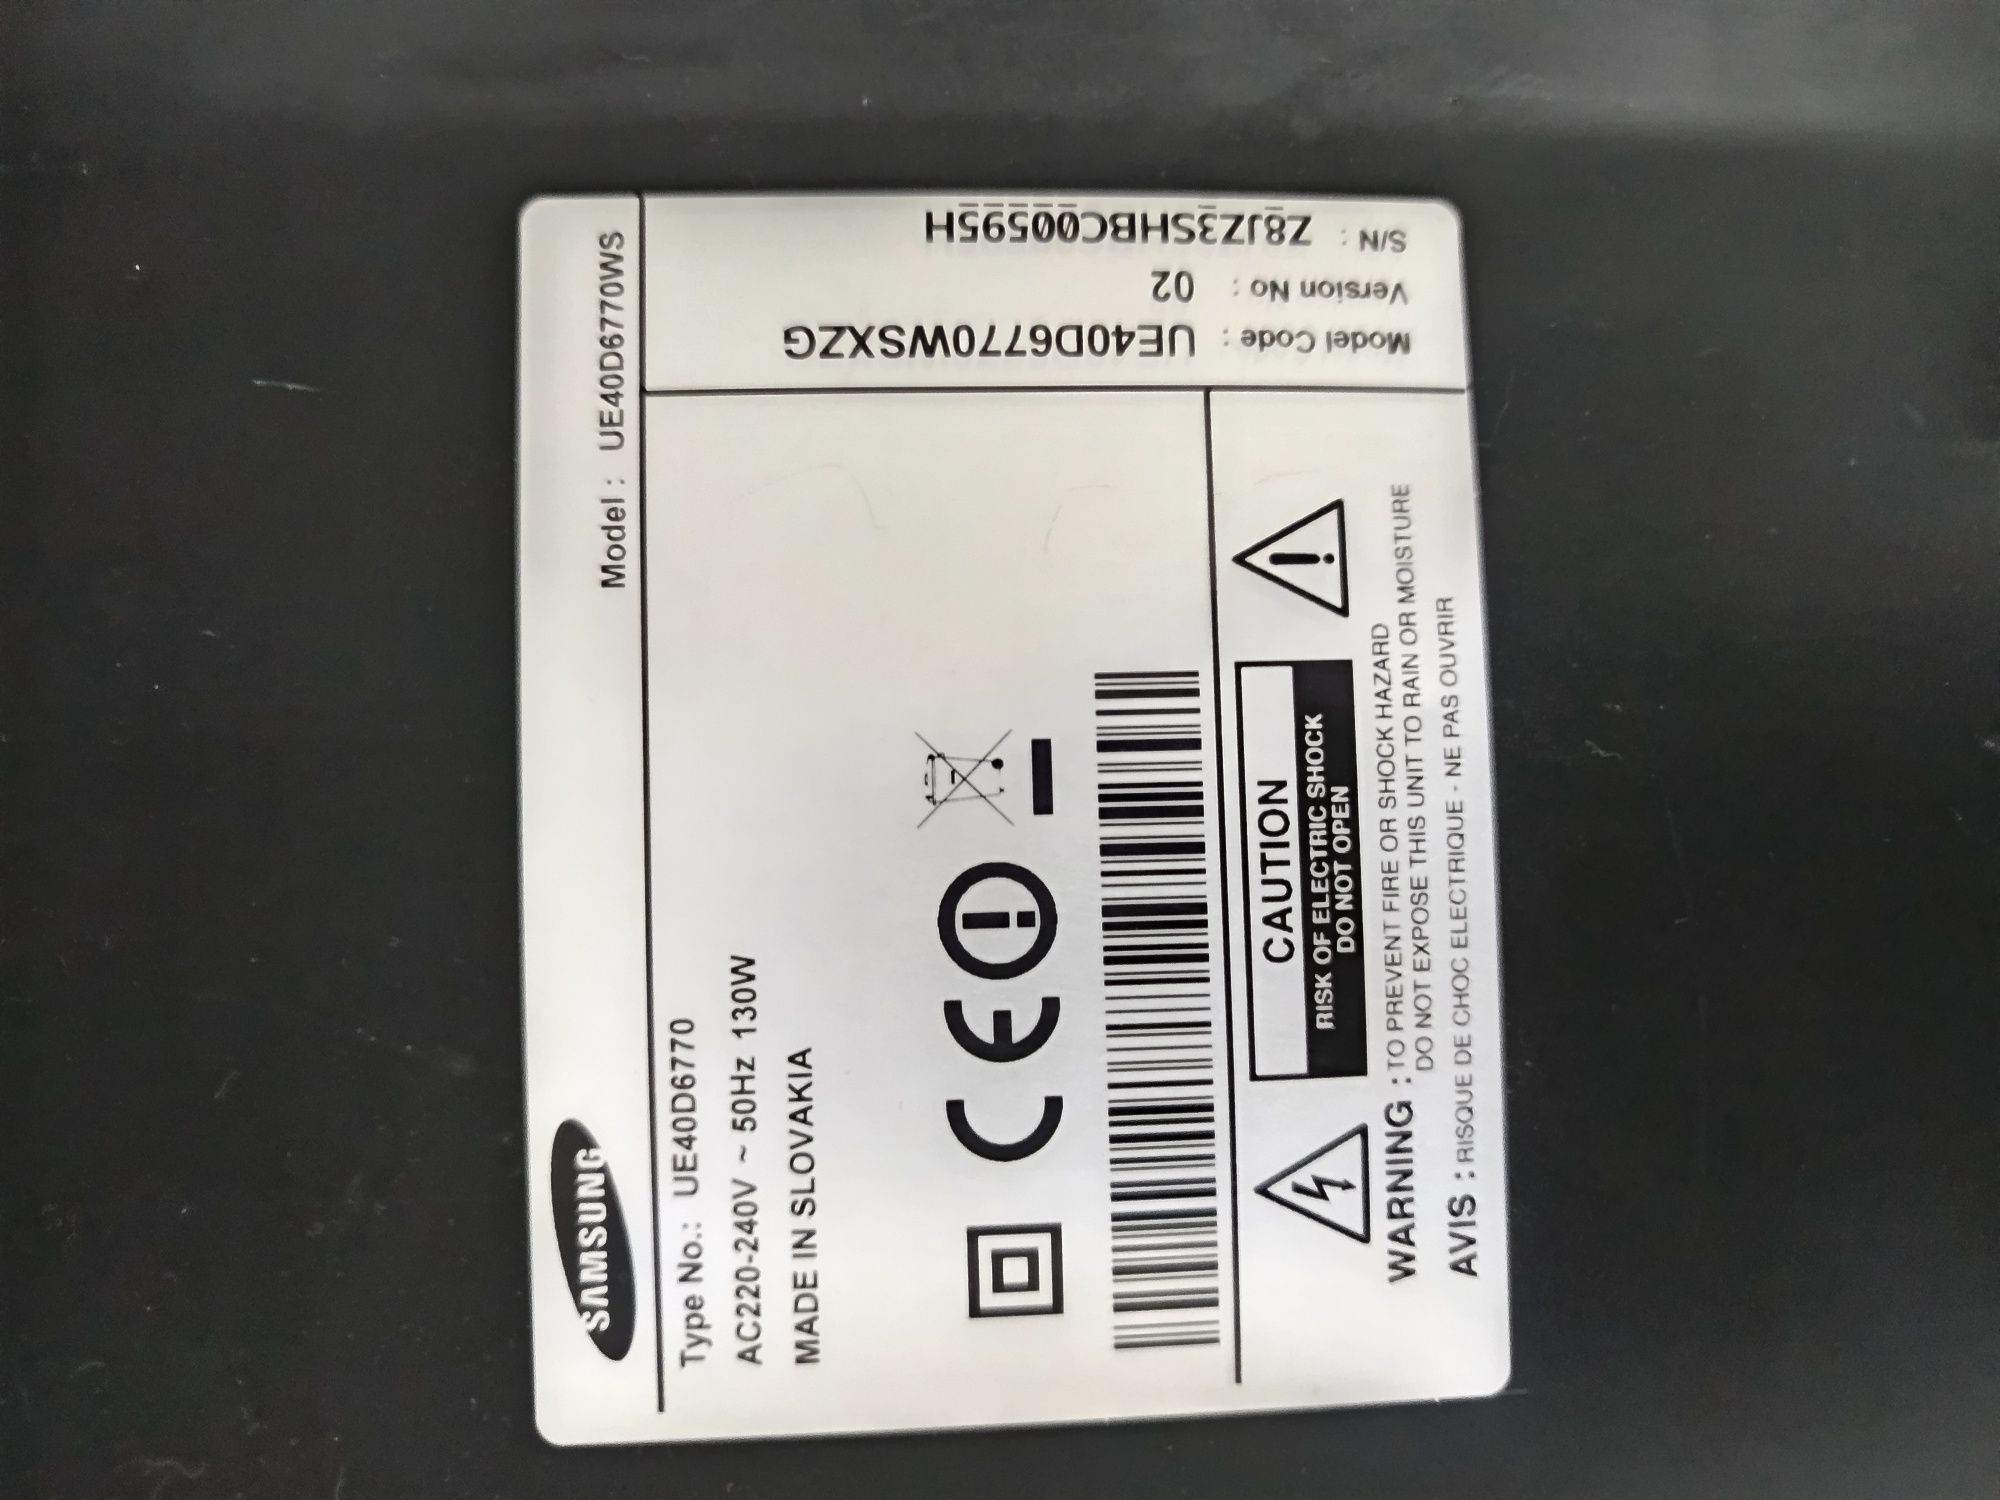 SAMSUNG
Model : UE40D6770WS
Type No.: UE40D6770
AC220-240V ~ 50Hz 130W
MADE IN SLOVAKIA
CE
CAUTION
RISK OF ELECTRIC SHOCK
DO NOT OPEN
WARNING : TO PREVENT FIRE OR SHOCK HAZARD
DO NOT EXPOSE THIS UNIT TO RAIN OR MOISTURE
AVIS : RISQUE DE CHOC ELECTRIQUE - NE PAS OUVRIR
Model Code : UE40D6770WSXZG
Version No : 02
S/N : Z8JZ3SHBC00595H